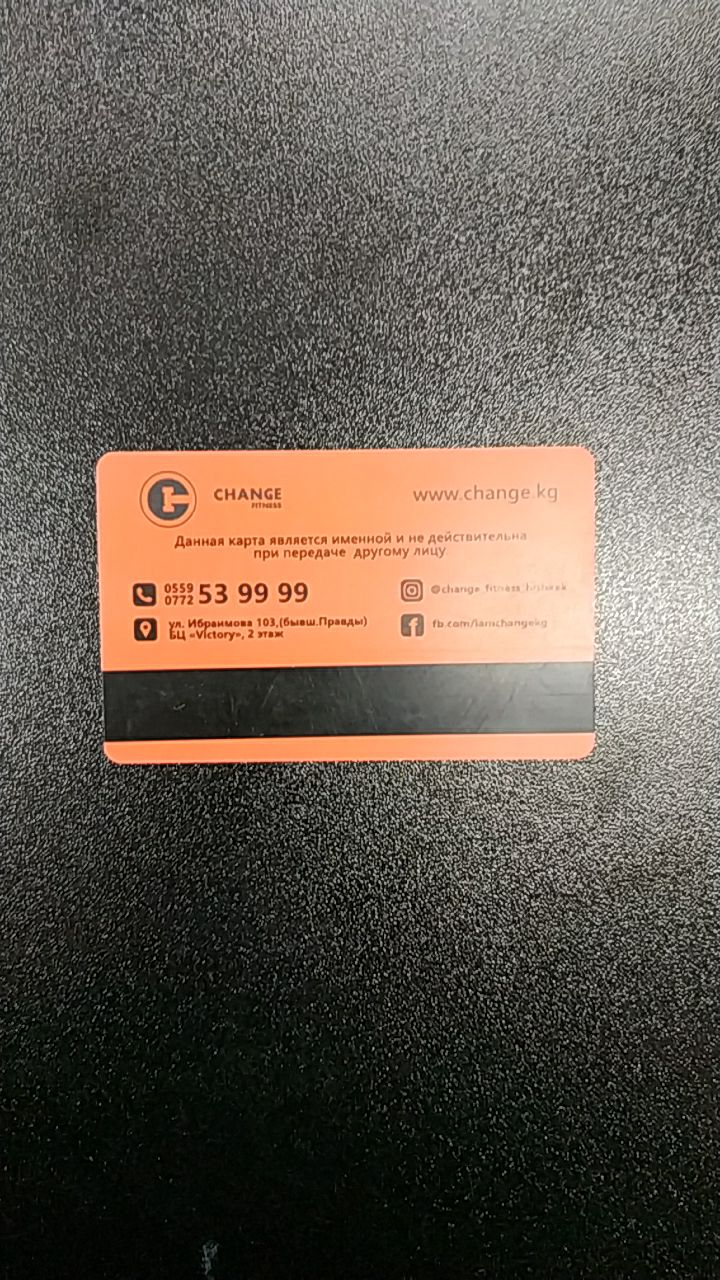 CHANGE
FITNESS
www.change.kg
Данная карта является именной и не действительна
при передаче другому лицу
0559
0772
53 99 99
@change_fitness_bishkek
ул. Ибраимова 103,(бывш.Правды)
БЦ «Victory», 2 этаж
fb.com/iamchangekg